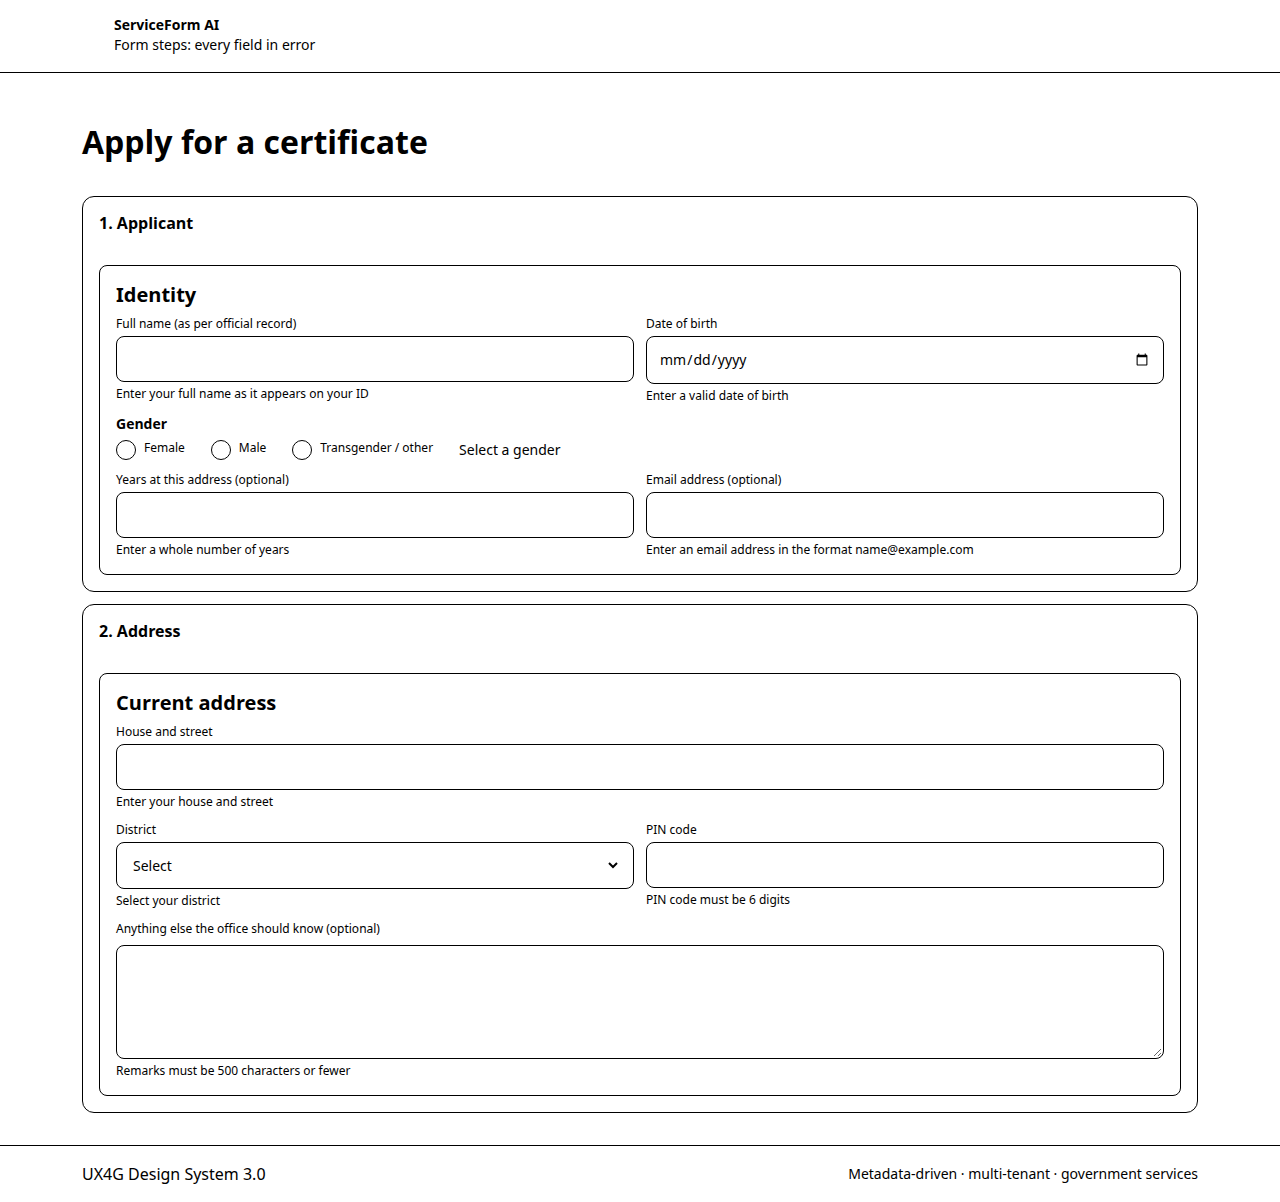 ServiceForm AI
Form steps: every field in error
Apply for a certificate
1. Applicant
Identity
Full name (as per official record)
Date of birth
mm/dd/yyyy
Enter your full name as it appears on your ID
Enter a valid date of birth
Gender
Female
Male
Transgender / other
Select a gender
Years at this address (optional)
Email address (optional)
Enter a whole number of years
Enter an email address in the format name@example.com
2. Address
Current address
House and street
Enter your house and street
District
PIN code
Select
Select your district
PIN code must be 6 digits
Anything else the office should know (optional)
Remarks must be 500 characters or fewer
UX4G Design System 3.0
Metadata-driven · multi-tenant · government services